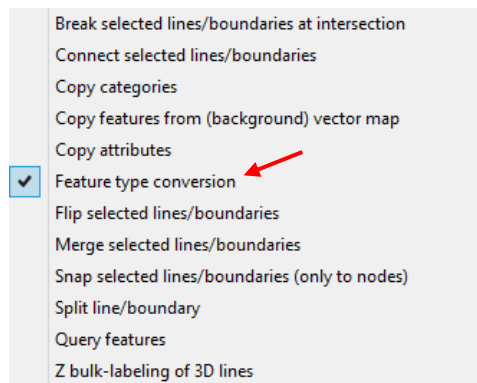 Break selected lines/boundaries at intersection
Connect selected lines/boundaries
Copy categories
Copy features from (background) vector map
Copy attributes
Feature type conversion
Flip selected lines/boundaries
Merge selected lines/boundaries
Snap selected lines/boundaries (only to nodes)
Split line/boundary
Query features
Z bulk-labeling of 3D lines